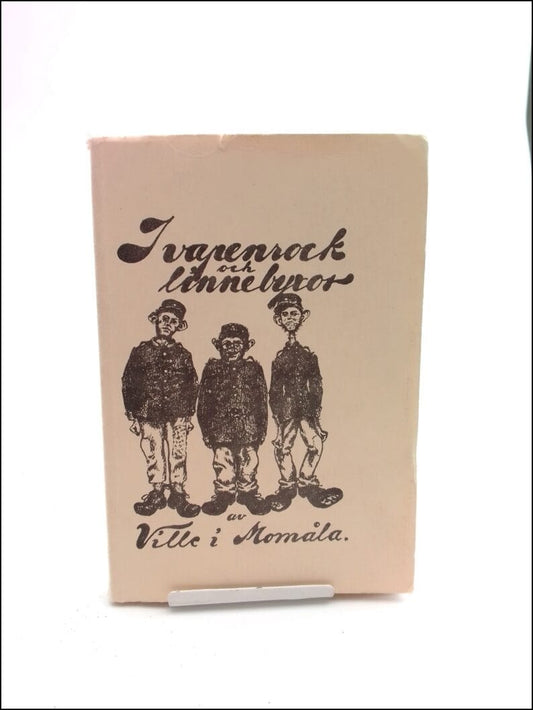 I vapenrock
och
linnebyxor
av
Ville i Momåla.